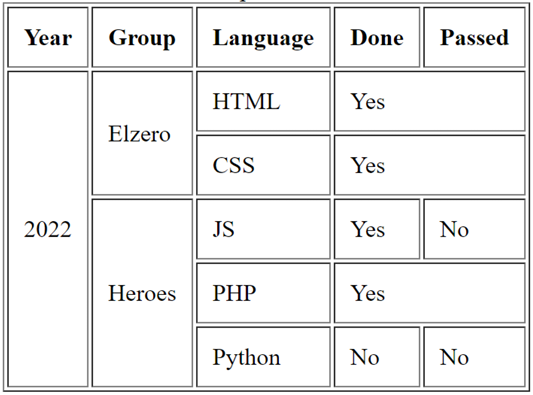 Year Group Language Done Passed
2022 Elzero HTML Yes
CSS Yes
Heroes JS Yes No
PHP Yes
Python No No